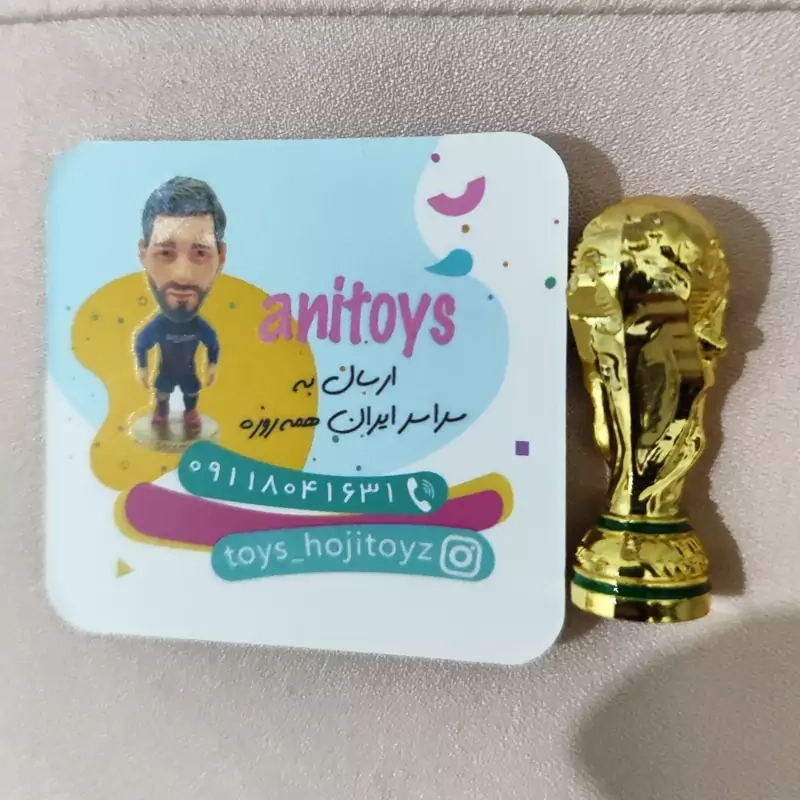 anitoys
ارسال به
سراسر ایران همه روزه
۰۹۱۱۸۰۴۱۶۳۱
toys_hojitoyz